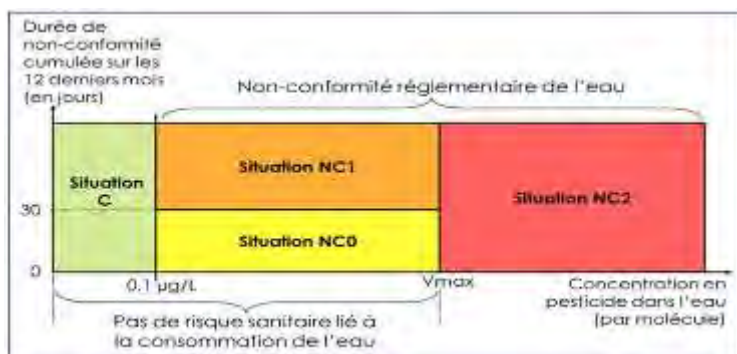 Durée de
non-conformité
cumulée sur les
12 derniers mois
(en jours)
Non-conformité réglementaire de l'eau
Situation
C
Situation NC1
Situation NC2
30
Situation NC0
0
0.1 µg/L
Vmax
Concentration en
pesticide dans l'eau
(par molécule)
Pas de risque sanitaire lié à
la consommation de l'eau